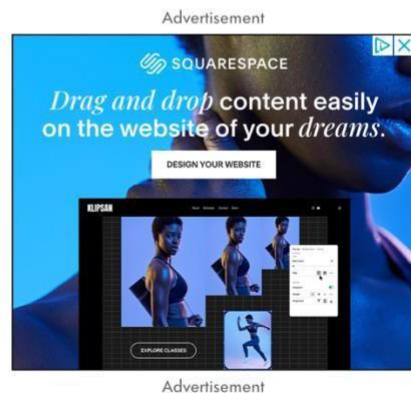 Advertisement
SQUARESPACE
Drag and drop content easily
on the website of your dreams.
DESIGN YOUR WEBSITE
KLIPSAN
EXPLORE CLASSES
Advertisement